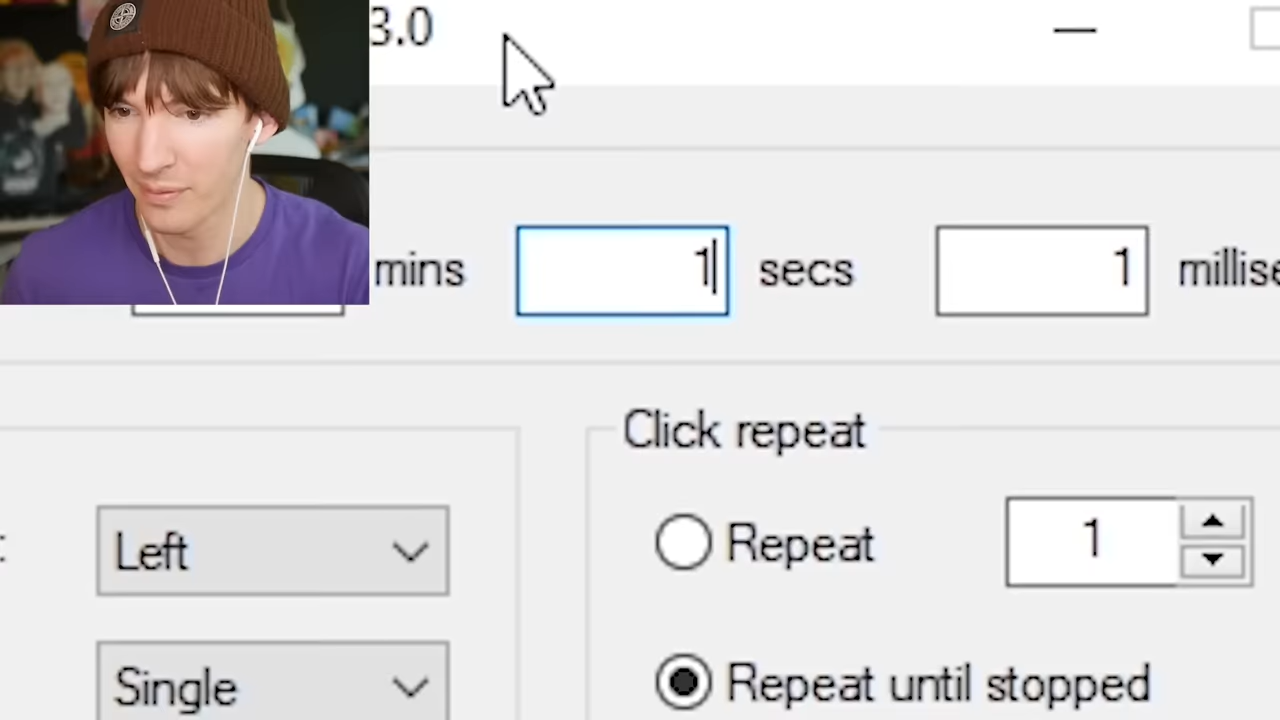 3.0
mins 1 secs 1 millise
Click repeat
Left
Repeat 1
Single
Repeat until stopped